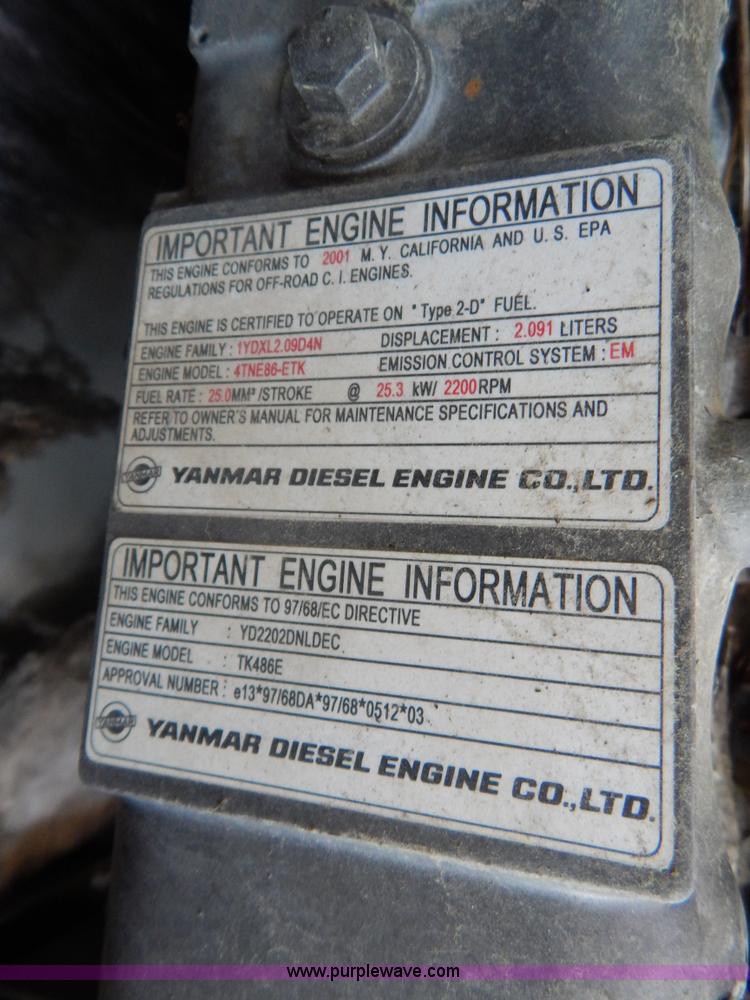 IMPORTANT ENGINE INFORMATION
THIS ENGINE CONFORMS TO 2001 M.Y. CALIFORNIA AND U.S. EPA
REGULATIONS FOR OFF-ROAD C.I. ENGINES.
THIS ENGINE IS CERTIFIED TO OPERATE ON "Type 2-D" FUEL.
ENGINE FAMILY : 1YDXL2.09D4N DISPLACEMENT : 2.091 LITERS
ENGINE MODEL : 4TNE86-ETK EMISSION CONTROL SYSTEM : EM
FUEL RATE : 25.0MM³/STROKE @ 25.3 kW/ 2200RPM
REFER TO OWNER'S MANUAL FOR MAINTENANCE SPECIFICATIONS AND
ADJUSTMENTS.
YANMAR YANMAR DIESEL ENGINE CO.,LTD.
IMPORTANT ENGINE INFORMATION
THIS ENGINE CONFORMS TO 97/68/EC DIRECTIVE
ENGINE FAMILY : YD2202DNLDEC
ENGINE MODEL : TK486E
APPROVAL NUMBER : e13*97/68DA*97/68*0512*03
YANMAR YANMAR DIESEL ENGINE CO.,LTD.
www.purplewave.com